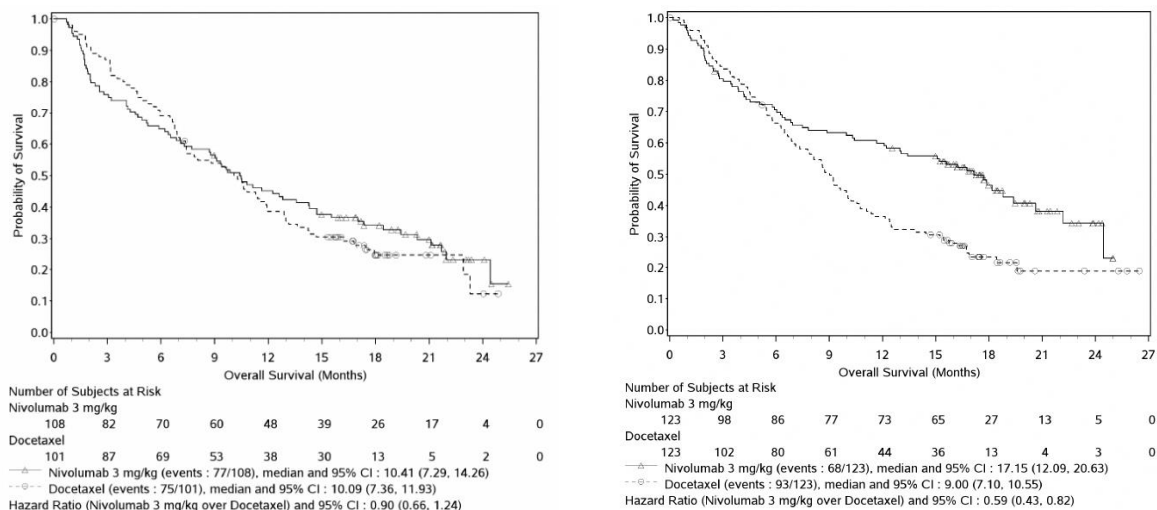 1.0
0.9
0.8
0.7
0.6
0.5
0.4
0.3
0.2
0.1
0.0
Probability of Survival
0 3 6 9 12 15 18 21 24 27
Overall Survival (Months)
Number of Subjects at Risk
Nivolumab 3 mg/kg
108 82 70 60 48 39 26 17 4 0
Docetaxel
101 87 69 53 38 30 13 5 2 0
Nivolumab 3 mg/kg (events : 77/108), median and 95% CI : 10.41 (7.29, 14.26)
Docetaxel (events : 75/101), median and 95% CI : 10.09 (7.36, 11.93)
Hazard Ratio (Nivolumab 3 mg/kg over Docetaxel) and 95% CI : 0.90 (0.66, 1.24)
1.0
0.9
0.8
0.7
0.6
0.5
0.4
0.3
0.2
0.1
0.0
Probability of Survival
0 3 6 9 12 15 18 21 24 27
Overall Survival (Months)
Number of Subjects at Risk
Nivolumab 3 mg/kg
123 98 86 77 73 65 27 13 5 0
Docetaxel
123 102 80 61 44 36 13 4 3 0
Nivolumab 3 mg/kg (events : 68/123), median and 95% CI : 17.15 (12.09, 20.63)
Docetaxel (events : 93/123), median and 95% CI : 9.00 (7.10, 10.55)
Hazard Ratio (Nivolumab 3 mg/kg over Docetaxel) and 95% CI : 0.59 (0.43, 0.82)